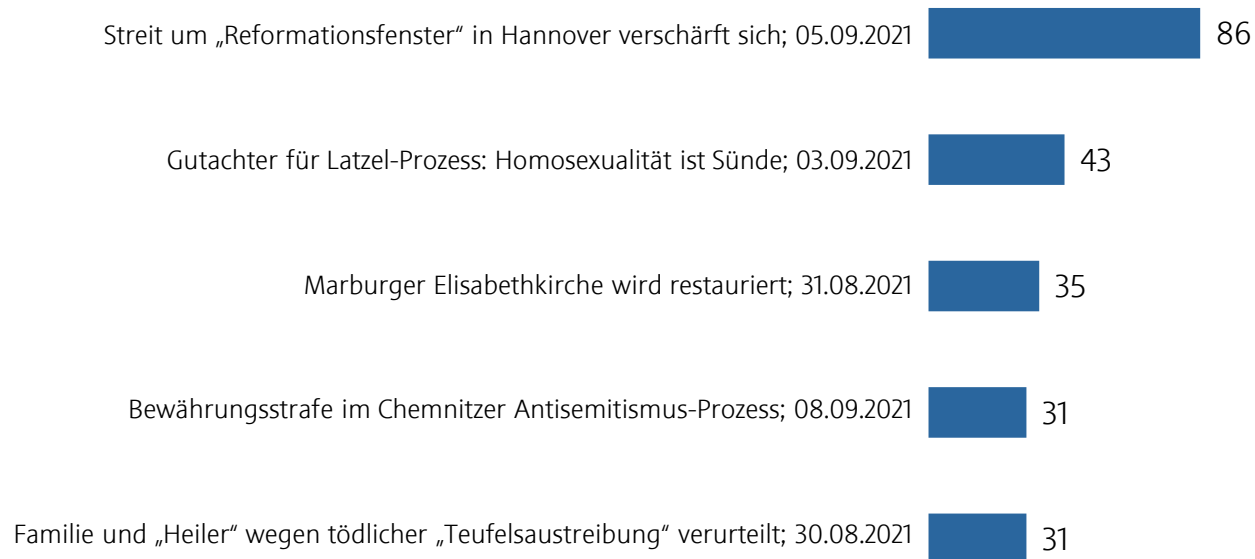 Streit um „Reformationsfenster“ in Hannover verschärft sich; 05.09.2021 86
Gutachter für Latzel-Prozess: Homosexualität ist Sünde; 03.09.2021 43
Marburger Elisabethkirche wird restauriert; 31.08.2021 35
Bewährungsstrafe im Chemnitzer Antisemitismus-Prozess; 08.09.2021 31
Familie und „Heiler“ wegen tödlicher „Teufelsaustreibung“ verurteilt; 30.08.2021 31